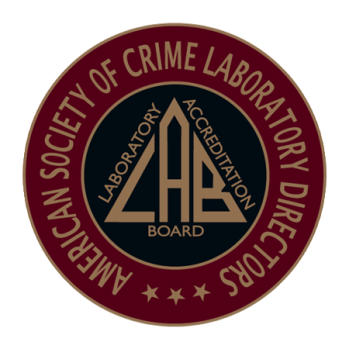 AMERICAN SOCIETY OF CRIME LABORATORY DIRECTORS
LABORATORY
ACCREDITATION
LAB
BOARD